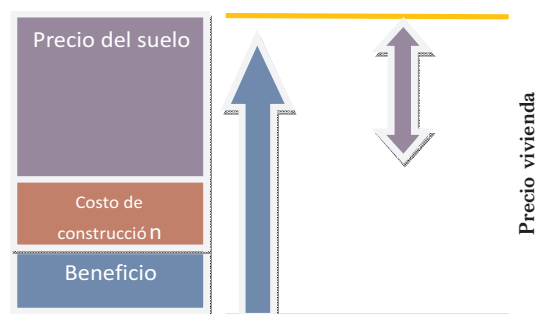 Precio del suelo
Costo de
construcción
Beneficio
Precio vivienda